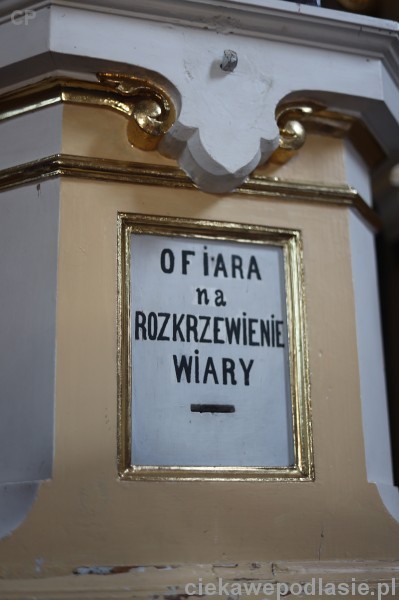 CP
OFIARA
na
ROZKRZEWIENIE
WIARY
ciekawepodlasie.pl